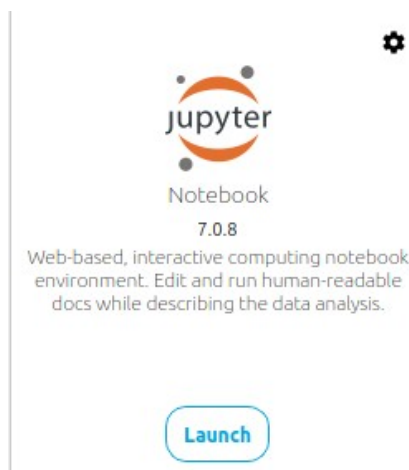 jupyter
Notebook
7.0.8
Web-based, interactive computing notebook
environment. Edit and run human-readable
docs while describing the data analysis.
Launch